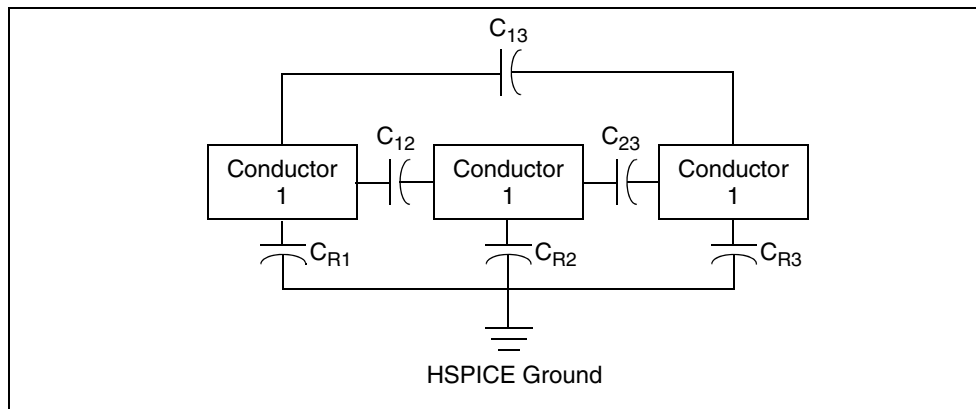 C13
C12
C23
Conductor
1
Conductor
1
Conductor
1
CR1
CR2
CR3
HSPICE Ground